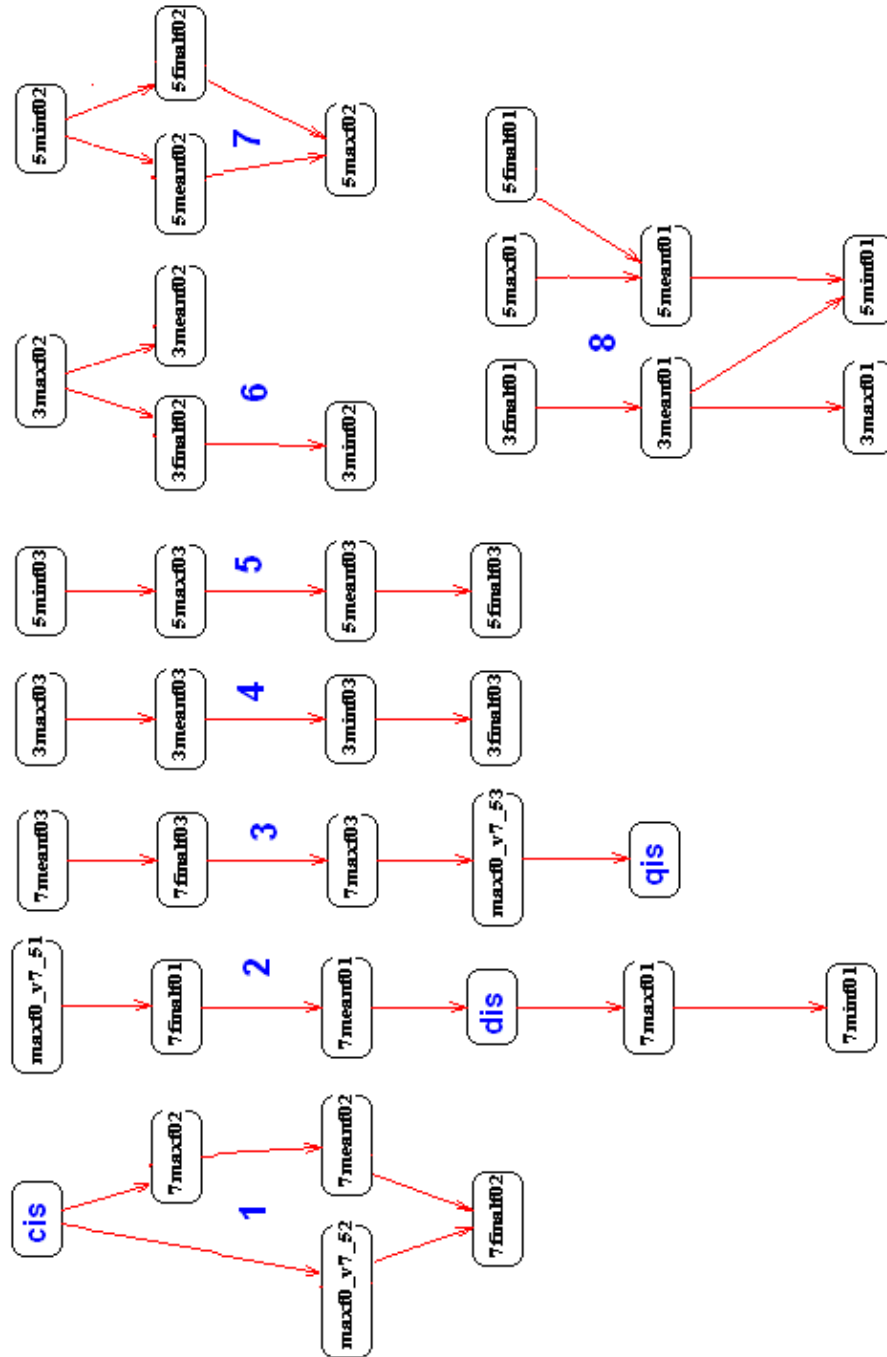 cis
7maxf02
1
maxf0_v7_52
7meanf02
7finalf02
maxf0_v7_51
7finalf01
2
7meanf01
dis
7maxf01
7minf01
7meanf03
7finalf03
3
7maxf03
maxf0_v7_53
qis
3maxf03
3meanf03
4
3minf03
3finalf03
5minf03
5maxf03
5
5meanf03
5finalf03
3maxf02
3finalf02
3meanf02
6
3minf02
5minf02
5meanf02
5finalf02
7
5maxf02
3finalf01
5maxf01
5finalf01
8
3meanf01
5meanf01
3maxf01
5minf01